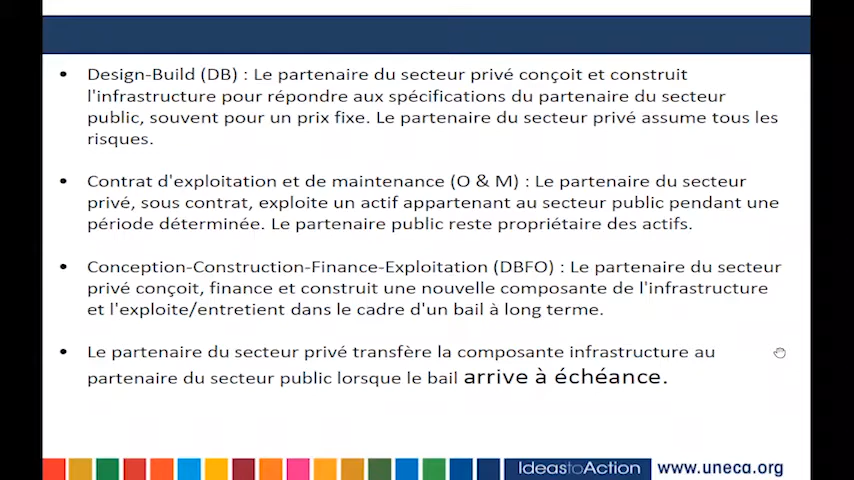 • Design-Build (DB) : Le partenaire du secteur privé conçoit et construit
l'infrastructure pour répondre aux spécifications du partenaire du secteur
public, souvent pour un prix fixe. Le partenaire du secteur privé assume tous les
risques.
• Contrat d'exploitation et de maintenance (O & M) : Le partenaire du secteur
privé, sous contrat, exploite un actif appartenant au secteur public pendant une
période déterminée. Le partenaire public reste propriétaire des actifs.
• Conception-Construction-Finance-Exploitation (DBFO) : Le partenaire du secteur
privé conçoit, finance et construit une nouvelle composante de l'infrastructure
et l'exploite/entretient dans le cadre d'un bail à long terme.
• Le partenaire du secteur privé transfère la composante infrastructure au
partenaire du secteur public lorsque le bail arrive à échéance.
IdeastoAction www.uneca.org